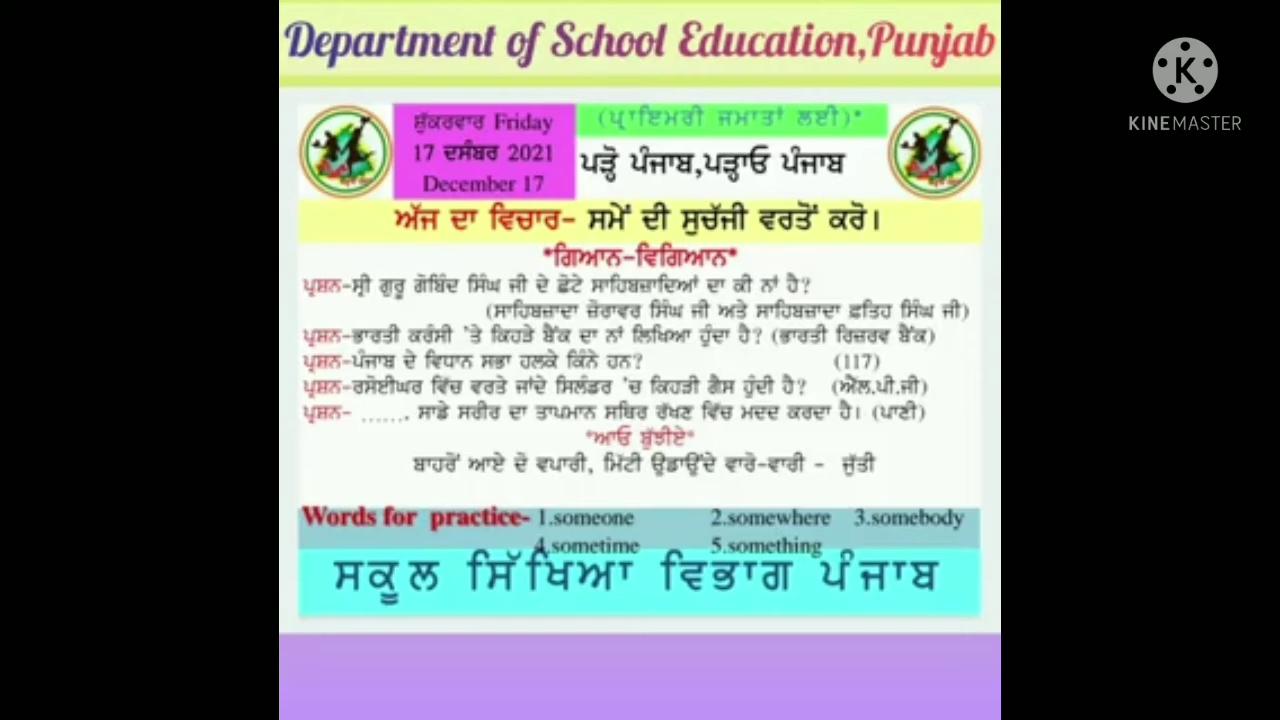 Department of School Education,Punjab
KINEMASTER
ਸ਼ੁੱਕਰਵਾਰ Friday
17 ਦਸੰਬਰ 2021
December 17
(ਪ੍ਰਾਇਮਰੀ ਜਮਾਤਾਂ ਲਈ)*
ਪੜ੍ਹੋ ਪੰਜਾਬ,ਪੜ੍ਹਾਓ ਪੰਜਾਬ
ਅੱਜ ਦਾ ਵਿਚਾਰ- ਸਮੇਂ ਦੀ ਸੁਚੱਜੀ ਵਰਤੋਂ ਕਰੋ।
*ਗਿਆਨ-ਵਿਗਿਆਨ*
ਪ੍ਰਸ਼ਨ-ਸ੍ਰੀ ਗੁਰੂ ਗੋਬਿੰਦ ਸਿੰਘ ਜੀ ਦੇ ਛੋਟੇ ਸਾਹਿਬਜ਼ਾਦਿਆਂ ਦਾ ਕੀ ਨਾਂ ਹੈ?
(ਸਾਹਿਬਜ਼ਾਦਾ ਜ਼ੋਰਾਵਰ ਸਿੰਘ ਜੀ ਅਤੇ ਸਾਹਿਬਜ਼ਾਦਾ ਫ਼ਤਿਹ ਸਿੰਘ ਜੀ)
ਪ੍ਰਸ਼ਨ-ਭਾਰਤੀ ਕਰੰਸੀ 'ਤੇ ਕਿਹੜੇ ਬੈਂਕ ਦਾ ਨਾਂ ਲਿਖਿਆ ਹੁੰਦਾ ਹੈ? (ਭਾਰਤੀ ਰਿਜ਼ਰਵ ਬੈਂਕ)
ਪ੍ਰਸ਼ਨ-ਪੰਜਾਬ ਦੇ ਵਿਧਾਨ ਸਭਾ ਹਲਕੇ ਕਿੰਨੇ ਹਨ? (117)
ਪ੍ਰਸ਼ਨ-ਰਸੋਈਘਰ ਵਿੱਚ ਵਰਤੇ ਜਾਂਦੇ ਸਿਲੰਡਰ 'ਚ ਕਿਹੜੀ ਗੈਸ ਹੁੰਦੀ ਹੈ? (ਐੱਲ.ਪੀ.ਜੀ)
ਪ੍ਰਸ਼ਨ- ……. ਸਾਡੇ ਸਰੀਰ ਦਾ ਤਾਪਮਾਨ ਸਥਿਰ ਰੱਖਣ ਵਿੱਚ ਮਦਦ ਕਰਦਾ ਹੈ। (ਪਾਣੀ)
*ਆਓ ਬੁੱਝੀਏ*
ਬਾਹਰੋਂ ਆਏ ਦੋ ਵਪਾਰੀ, ਮਿੱਟੀ ਉਡਾਉਂਦੇ ਵਾਰੋ-ਵਾਰੀ - ਜੁੱਤੀ
Words for practice- 1.someone 2.somewhere 3.somebody
4.sometime 5.something
ਸਕੂਲ ਸਿੱਖਿਆ ਵਿਭਾਗ ਪੰਜਾਬ